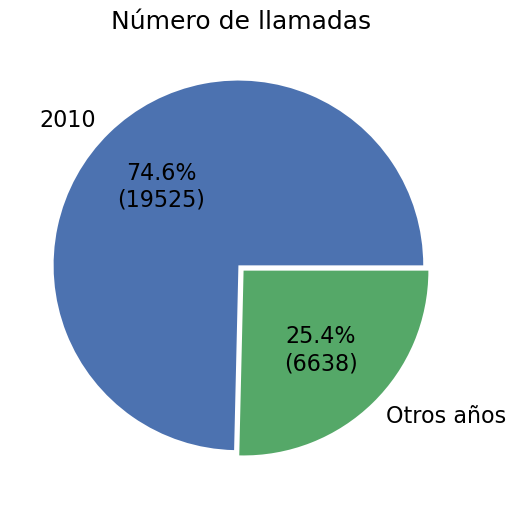 Número de llamadas
2010
74.6%
(19525)
25.4%
(6638)
Otros años